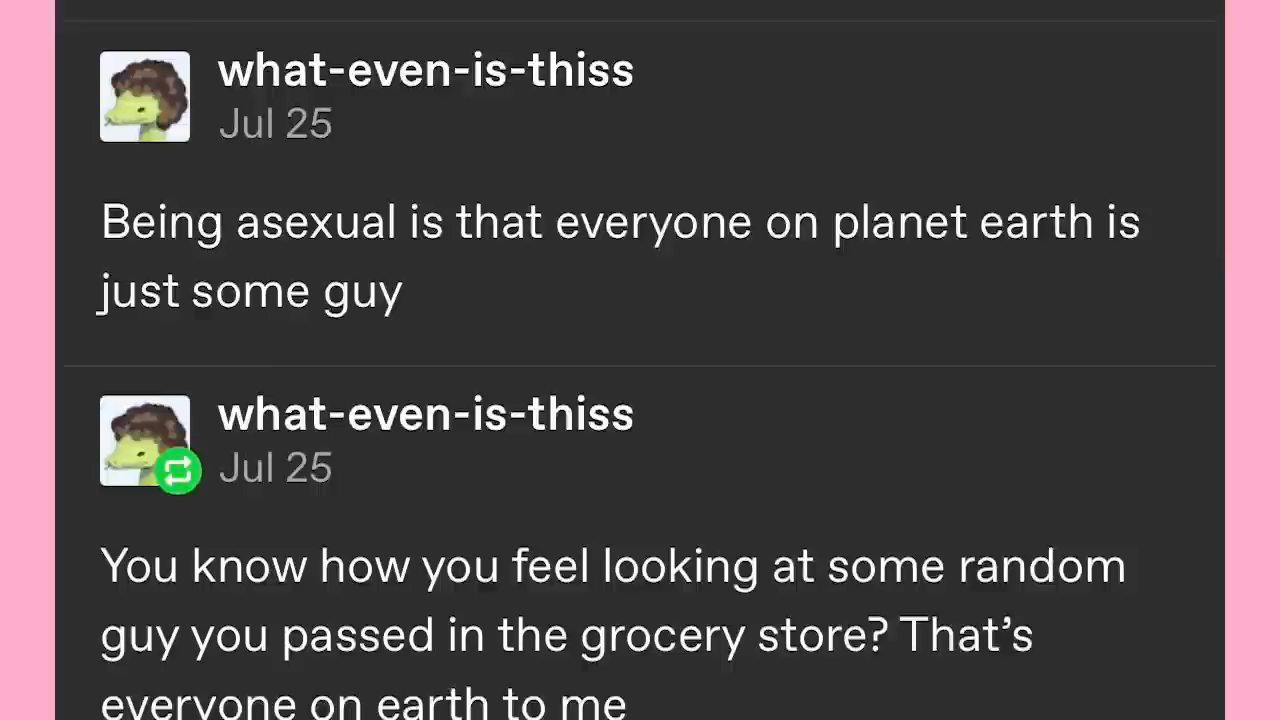 what-even-is-thiss
Jul 25
Being asexual is that everyone on planet earth is
just some guy
what-even-is-thiss
Jul 25
You know how you feel looking at some random
guy you passed in the grocery store? That’s
everyone on earth to me